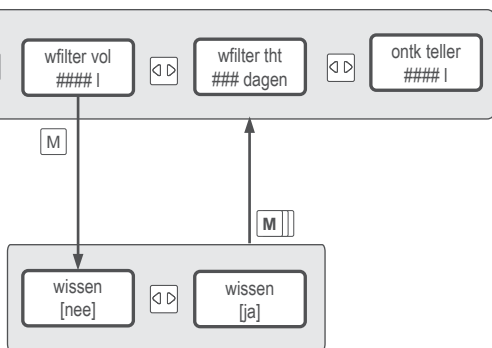 wfilter vol
#### l
wfilter tht
### dagen
ontk teller
#### l
M
M
wissen
[nee]
wissen
[ja]